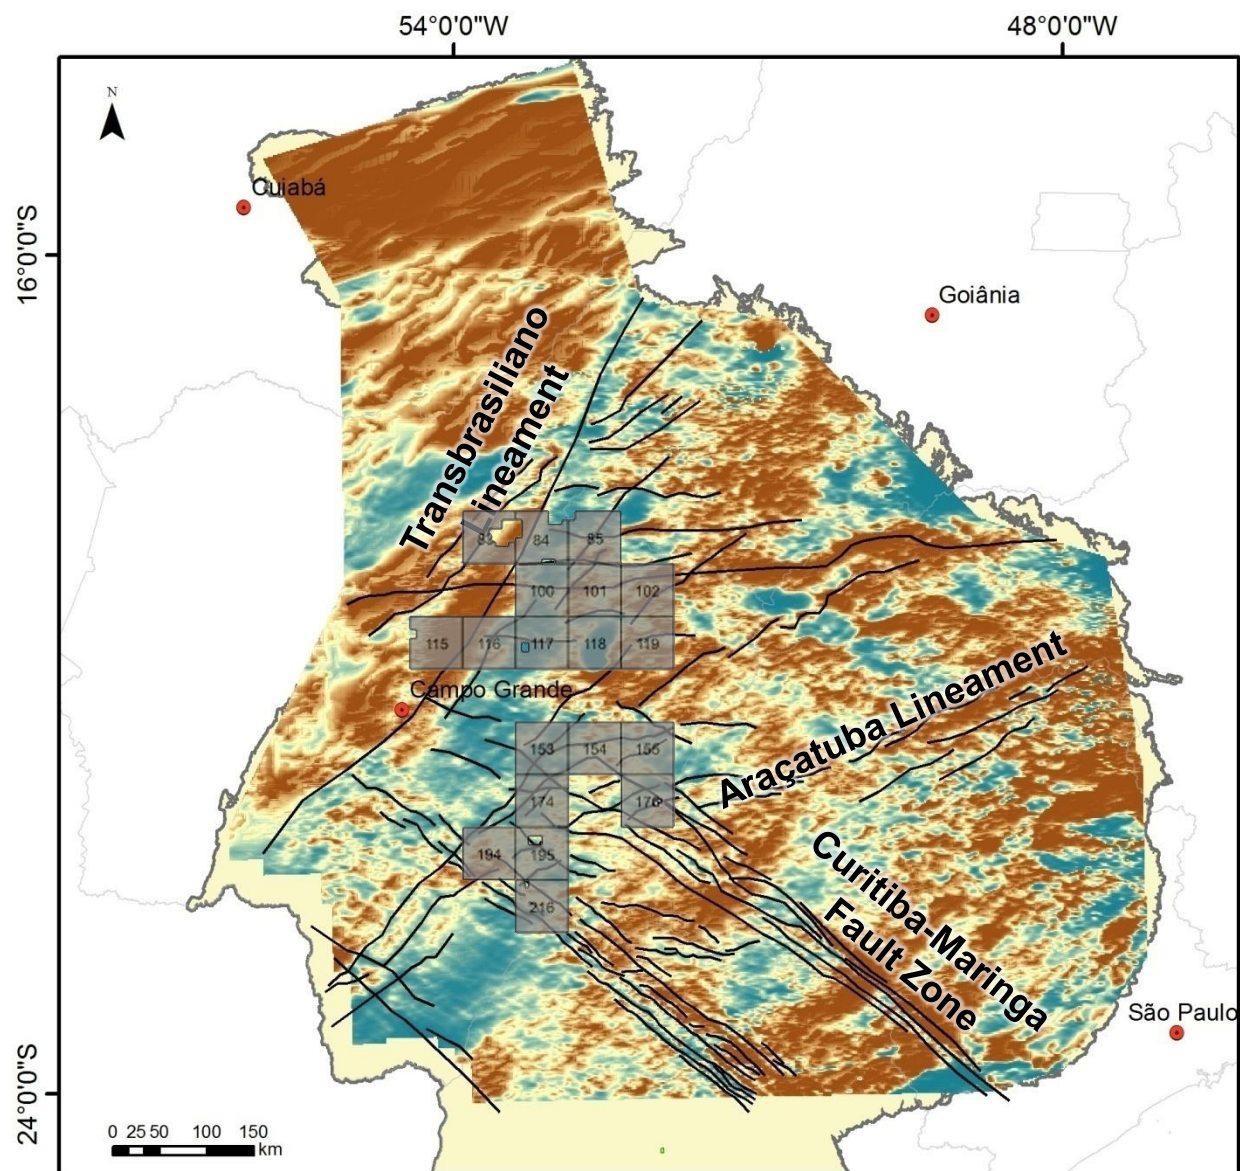 54°0'0"W
48°0'0"W
N
16°0'0"S
24°0'0"S
Cuiabá
Goiânia
Transbrasiliano
Lineament
83
84
85
100
101
102
115
116
117
118
119
Campo Grande
153
154
155
174
176
194
195
216
Araçatuba Lineament
Curitiba-Maringa
Fault Zone
São Paulo
0 25 50 100 150
km